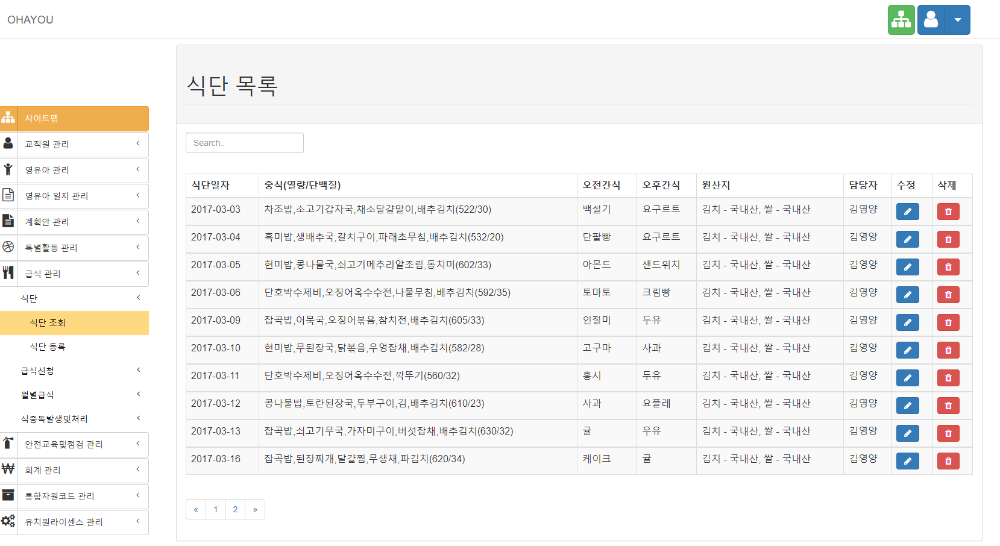 OHAYOU
식단 목록
사이트맵
교직원 관리
영유아 관리
영유아 일지 관리
계획안 관리
특별활동 관리
급식 관리
식단
식단 조회
식단 등록
급식신청
월별급식
식중독발생및처리
안전교육및점검 관리
회계 관리
통합자원코드 관리
유치원라이센스 관리
Search..
식단일자 중식(열량/단백질) 오전간식 오후간식 원산지 담당자 수정 삭제
2017-03-03 차조밥,소고기갑자국,채소달걀말이,배추김치(522/30) 백설기 요구르트 김치 - 국내산, 쌀 - 국내산 김영양
2017-03-04 흑미밥,생배추국,갈치구이,파래초무침,배추김치(532/20) 단팥빵 요구르트 김치 - 국내산, 쌀 - 국내산 김영양
2017-03-05 현미밥,콩나물국,쇠고기메추리알조림,동치미(602/33) 아몬드 샌드위치 김치 - 국내산, 쌀 - 국내산 김영양
2017-03-06 단호박수제비,오징어옥수수전,나물무침,배추김치(592/35) 토마토 크림빵 김치 - 국내산, 쌀 - 국내산 김영양
2017-03-09 잡곡밥,어묵국,오징어볶음,참치전,배추김치(605/33) 인절미 두유 김치 - 국내산, 쌀 - 국내산 김영양
2017-03-10 현미밥,무된장국,닭볶음,우엉잡채,배추김치(582/28) 고구마 사과 김치 - 국내산, 쌀 - 국내산 김영양
2017-03-11 단호박수제비,오징어옥수수전,깍뚜기(560/32) 홍시 두유 김치 - 국내산, 쌀 - 국내산 김영양
2017-03-12 콩나물밥,토란된장국,두부구이,김,배추김치(610/23) 사과 요플레 김치 - 국내산, 쌀 - 국내산 김영양
2017-03-13 잡곡밥,쇠고기무국,가자미구이,버섯잡채,배추김치(630/32) 귤 우유 김치 - 국내산, 쌀 - 국내산 김영양
2017-03-16 잡곡밥,된장찌개,달걀찜,무생채,파김치(620/34) 케이크 귤 김치 - 국내산, 쌀 - 국내산 김영양
« 1 2 »